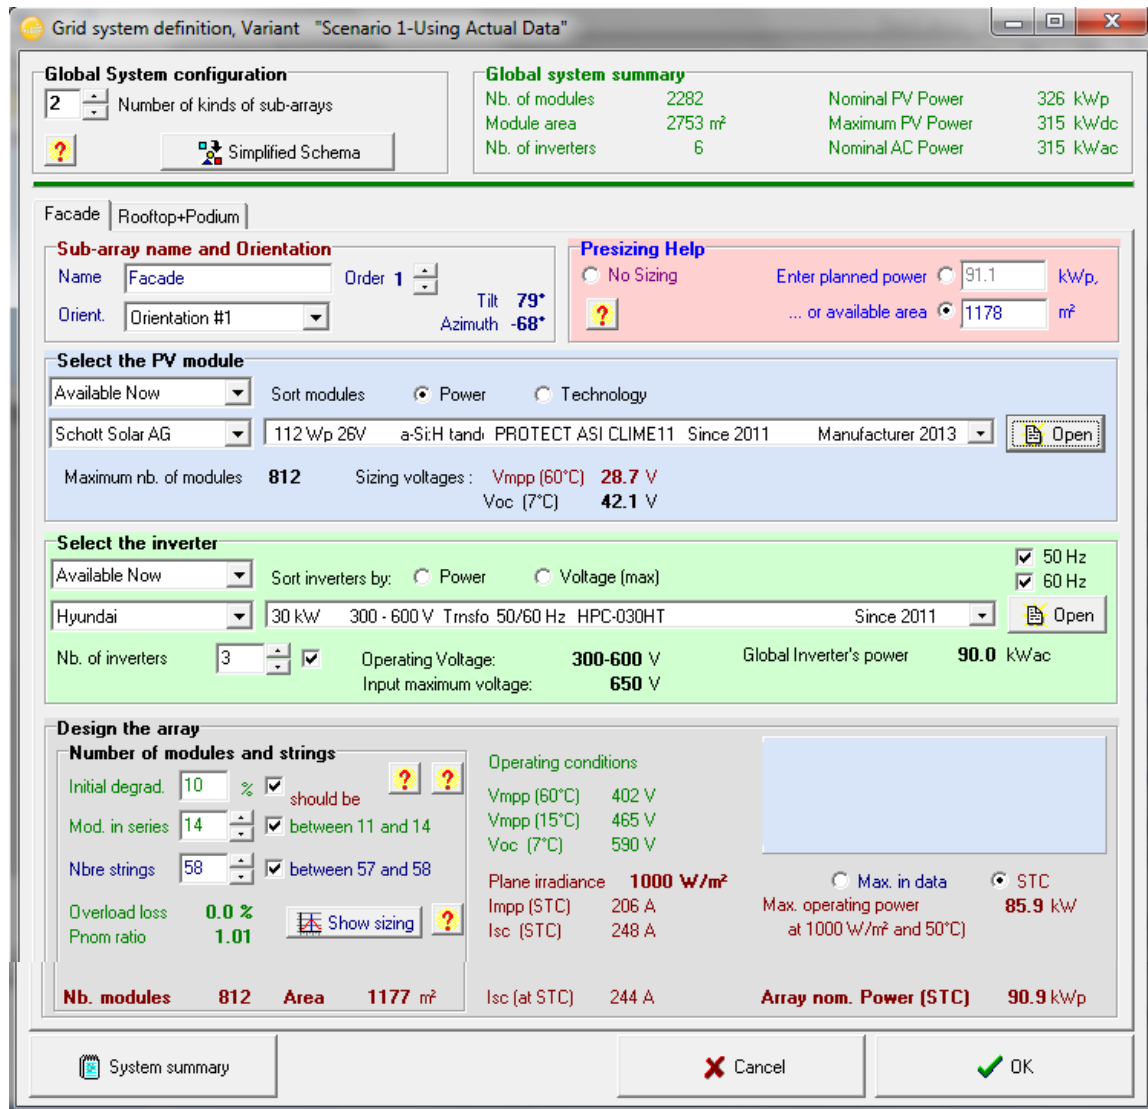 Grid system definition, Variant "Scenario 1-Using Actual Data"
Global System configuration
2 Number of kinds of sub-arrays
? Simplified Schema
Global system summary
Nb. of modules 2282 Nominal PV Power 326 kWp
Module area 2753 m² Maximum PV Power 315 kWdc
Nb. of inverters 6 Nominal AC Power 315 kWac
Facade Rooftop+Podium
Sub-array name and Orientation
Name Facade Order 1
Orient. Orientation #1
Tilt 79°
Azimuth -68°
Presizing Help
No Sizing Enter planned power 91.1 kWp,
? ... or available area 1178 m²
Select the PV module
Available Now Sort modules Power Technology
Schott Solar AG 112 Wp 26V a-Si:H tand PROTECT ASI CLIME11 Since 2011 Manufacturer 2013 Open
Maximum nb. of modules 812 Sizing voltages : Vmpp (60°C) 28.7 V
Voc (7°C) 42.1 V
Select the inverter
Available Now Sort inverters by: Power Voltage (max)
50 Hz
60 Hz
Hyundai 30 kW 300 - 600 V Trnsfo 50/60 Hz HPC-030HT Since 2011 Open
Nb. of inverters 3 Operating Voltage: 300-600 V Global Inverter's power 90.0 kWac
Input maximum voltage: 650 V
Design the array
Number of modules and strings
Initial degrad. 10 % should be ? ?
Mod. in series 14 between 11 and 14
Nbre strings 58 between 57 and 58
Overload loss 0.0 %
Pnom ratio 1.01
Show sizing ?
Nb. modules 812 Area 1177 m²
Operating conditions
Vmpp (60°C) 402 V
Vmpp (15°C) 465 V
Voc (7°C) 590 V
Plane irradiance 1000 W/m²
Impp (STC) 206 A
Isc (STC) 248 A
Isc (at STC) 244 A
Max. in data STC
Max. operating power 85.9 kW
at 1000 W/m² and 50°C)
Array nom. Power (STC) 90.9 kWp
System summary Cancel OK